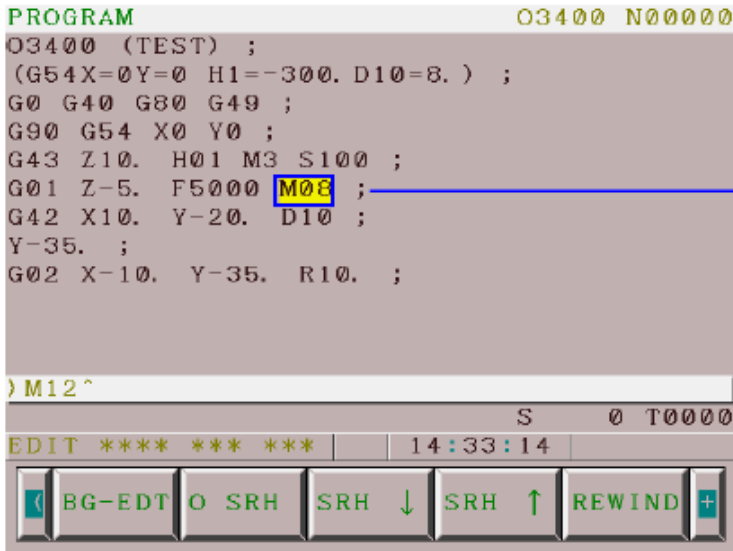 PROGRAM O3400 N00000
O3400 (TEST) ;
(G54X=0Y=0 H1=-300. D10=8. ) ;
G0 G40 G80 G49 ;
G90 G54 X0 Y0 ;
G43 Z10. H01 M3 S100 ;
G01 Z-5. F5000 M08 ;
G42 X10. Y-20. D10 ;
Y-35. ;
G02 X-10. Y-35. R10. ;
)M12^
S 0 T0000
EDIT **** *** *** 14:33:14
( BG-EDT O SRH SRH ↓ SRH ↑ REWIND +